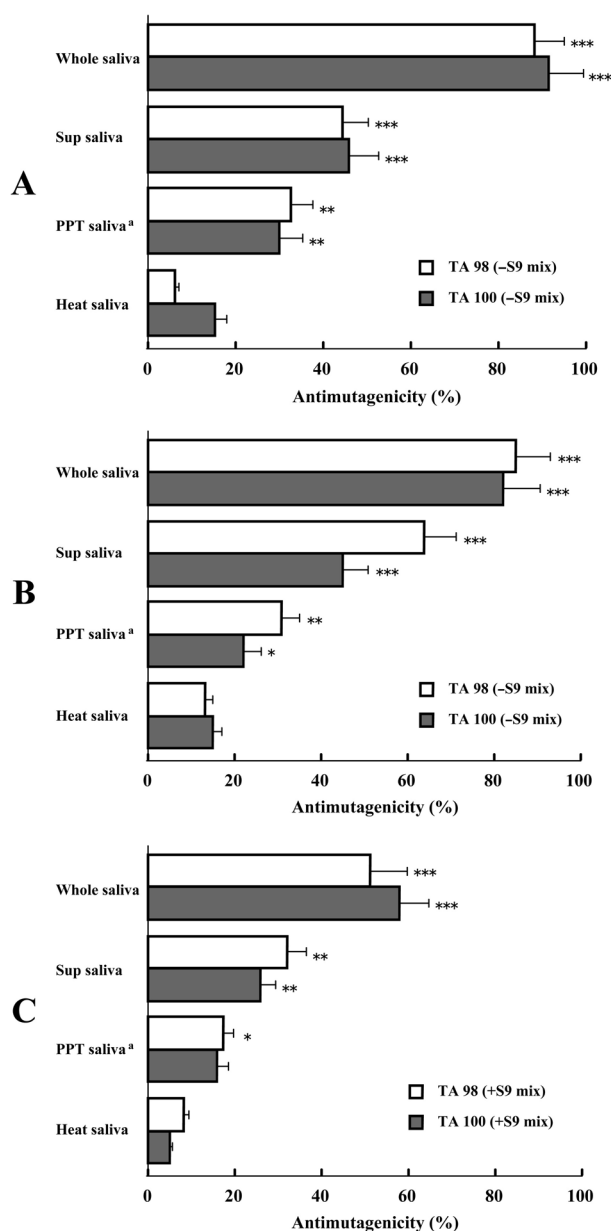 A
Whole saliva
***
***
Sup saliva
***
***
PPT saliva a
**
**
Heat saliva
TA 98 (–S9 mix)
TA 100 (–S9 mix)
0 20 40 60 80 100
Antimutagenicity (%)
B
Whole saliva
***
***
Sup saliva
***
***
PPT saliva a
**
*
Heat saliva
TA 98 (–S9 mix)
TA 100 (–S9 mix)
0 20 40 60 80 100
Antimutagenicity (%)
C
Whole saliva
***
***
Sup saliva
**
**
PPT saliva a
*
Heat saliva
TA 98 (+S9 mix)
TA 100 (+S9 mix)
0 20 40 60 80 100
Antimutagenicity (%)